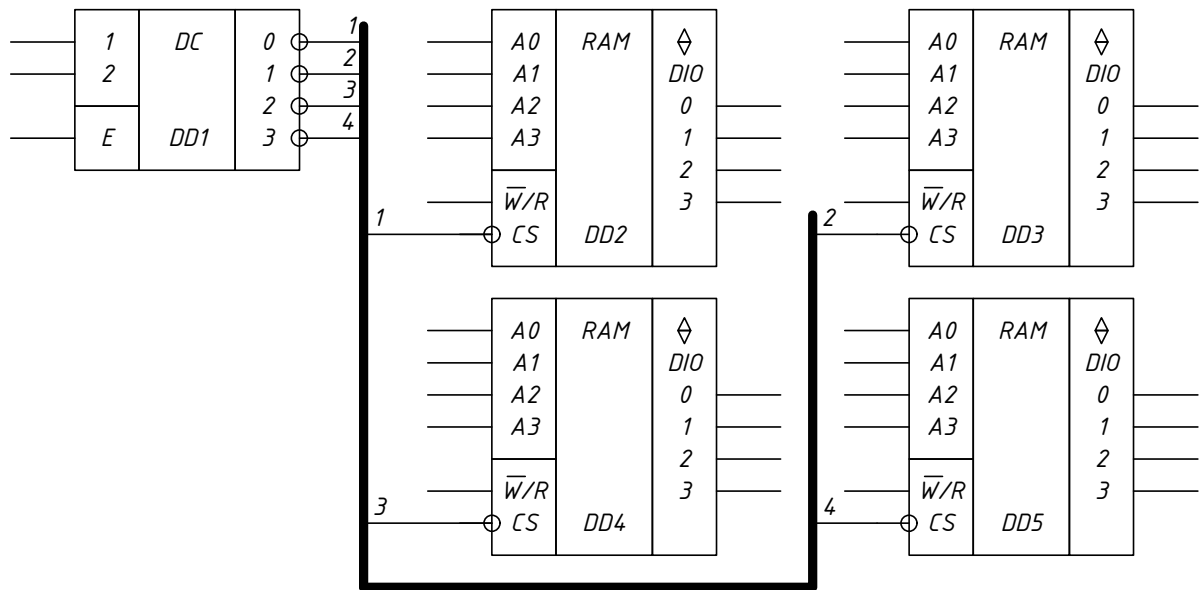 1 DC 0 1
2 1 2
2 3
E DD1 3 4
A0 RAM
A1 DIO
A2 0
A3 1
2
W̅/R 3
1 CS DD2
A0 RAM
A1 DIO
A2 0
A3 1
2
W̅/R 3
2 CS DD3
A0 RAM
A1 DIO
A2 0
A3 1
2
W̅/R 3
3 CS DD4
A0 RAM
A1 DIO
A2 0
A3 1
2
W̅/R 3
4 CS DD5